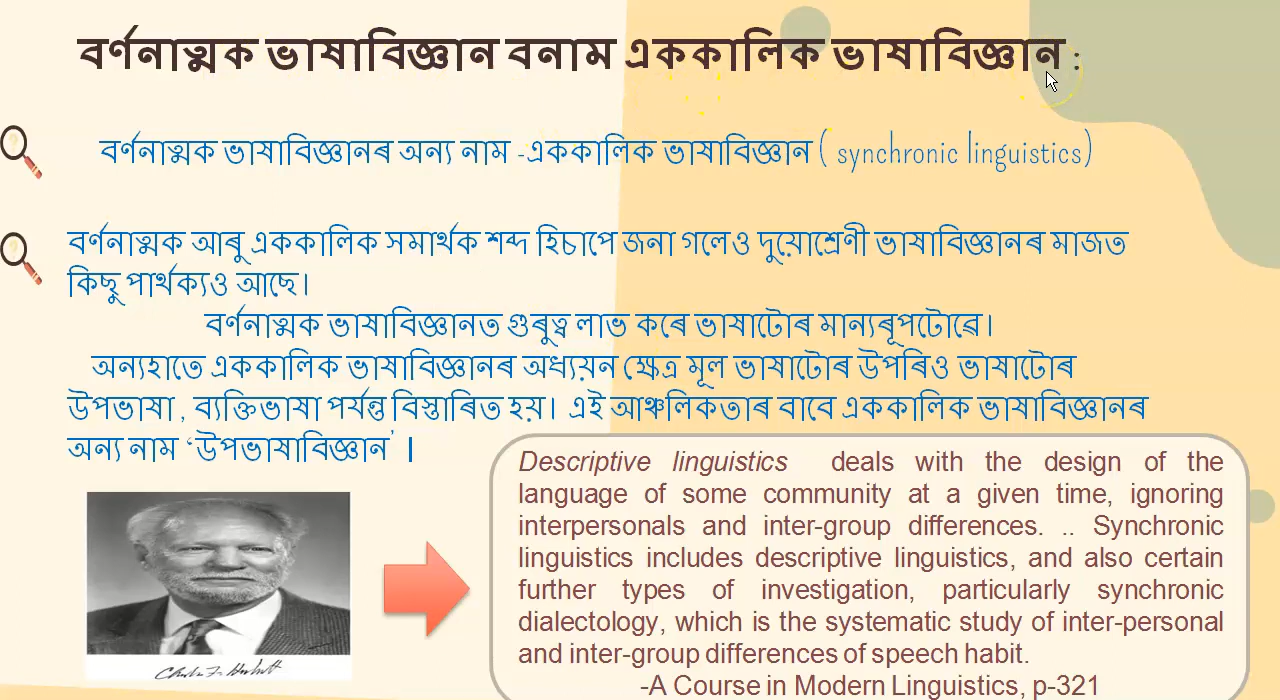 বৰ্ণনাত্মক ভাষাবিজ্ঞান বনাম এককালিক ভাষাবিজ্ঞান :
বৰ্ণনাত্মক ভাষাবিজ্ঞানৰ অন্য নাম -এককালিক ভাষাবিজ্ঞান ( synchronic linguistics)
বৰ্ণনাত্মক আৰু এককালিক সমাৰ্থক শব্দ হিচাপে জনা গলেও দুয়োশ্ৰেণী ভাষাবিজ্ঞানৰ মাজত
কিছু পাৰ্থক্যও আছে।
বৰ্ণনাত্মক ভাষাবিজ্ঞানত গুৰুত্ব লাভ কৰে ভাষাটোৰ মান্যৰূপটোৱে।
অন্যহাতে এককালিক ভাষাবিজ্ঞানৰ অধ্যয়ন ক্ষেত্ৰ মূল ভাষাটোৰ উপৰিও ভাষাটোৰ
উপভাষা , ব্যক্তিভাষা পৰ্যন্ত বিস্তাৰিত হয়। এই আঞ্চলিকতাৰ বাবে এককালিক ভাষাবিজ্ঞানৰ
অন্য নাম ‘উপভাষাবিজ্ঞান’ ।
Descriptive linguistics deals with the design of the
language of some community at a given time, ignoring
interpersonals and inter-group differences. .. Synchronic
linguistics includes descriptive linguistics, and also certain
further types of investigation, particularly synchronic
dialectology, which is the systematic study of inter-personal
and inter-group differences of speech habit.
-A Course in Modern Linguistics, p-321